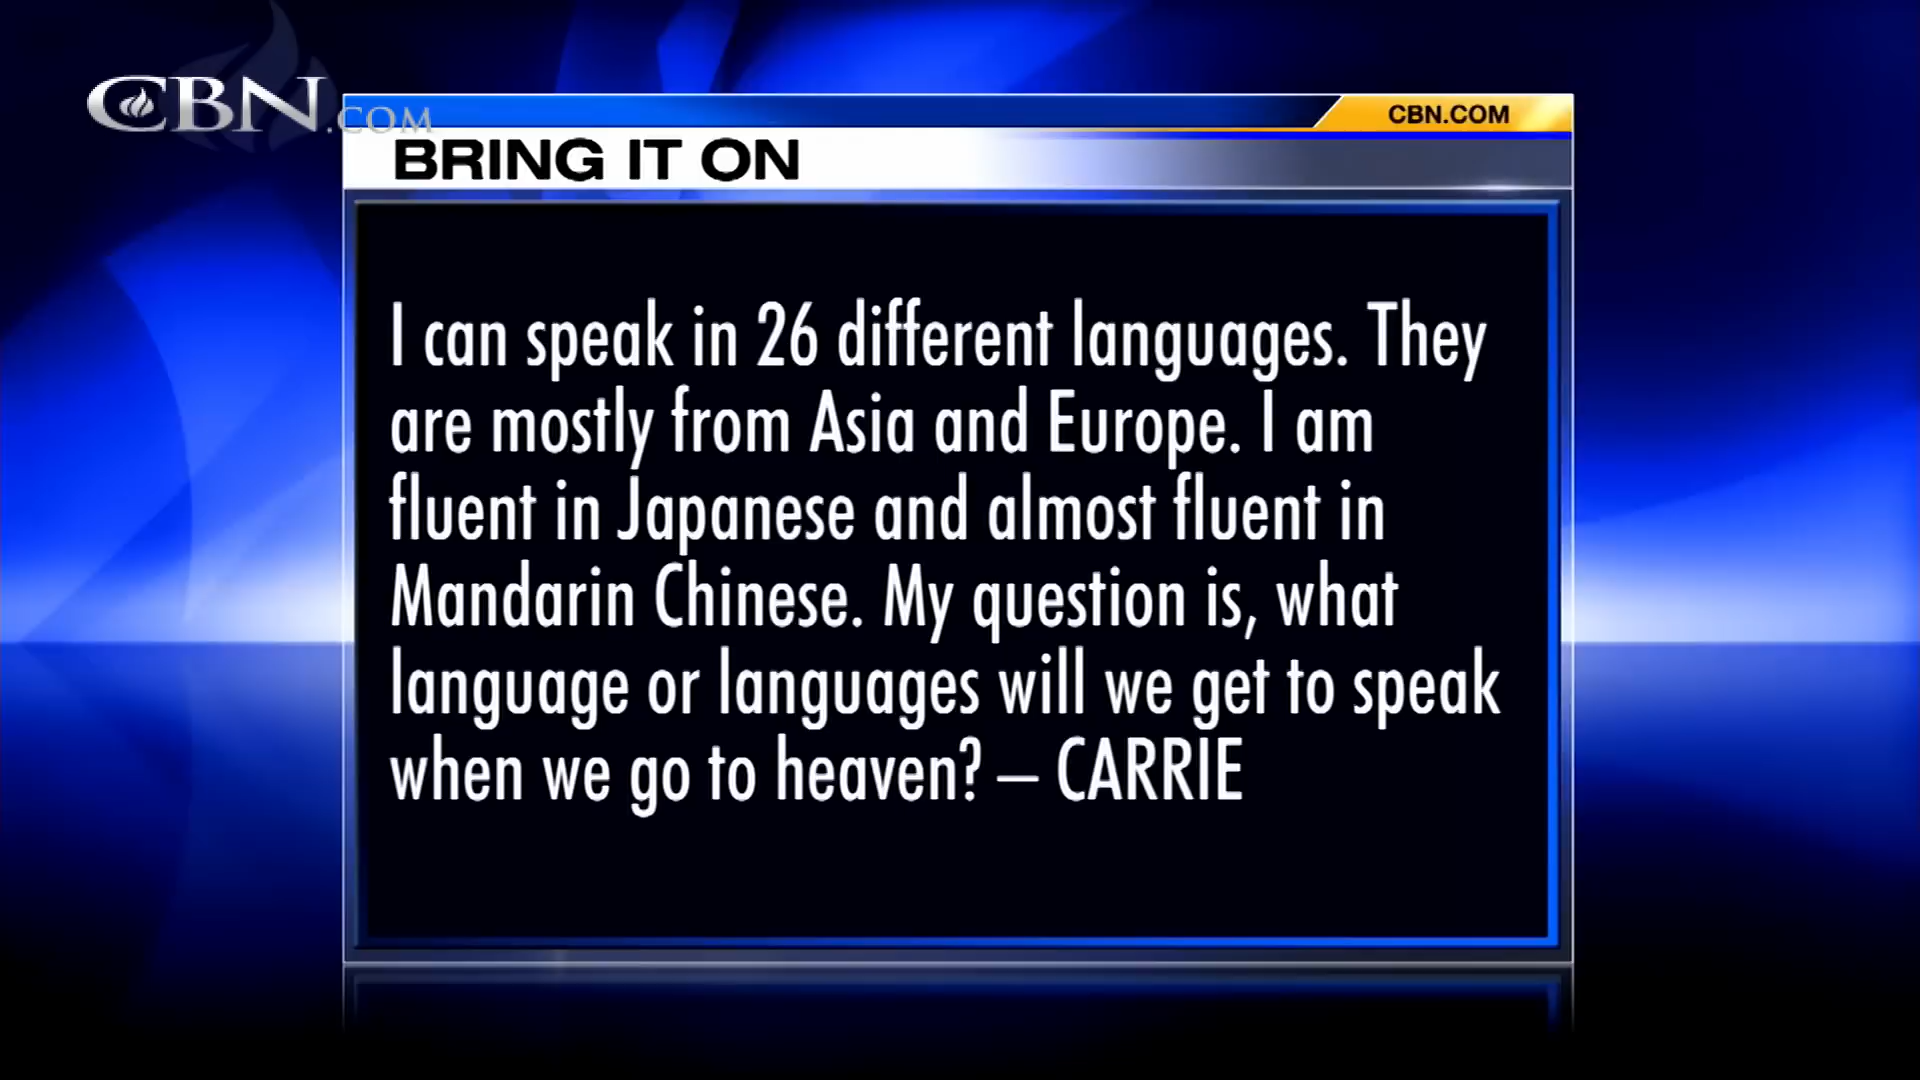 CBN.COM
CBN.COM
BRING IT ON
I can speak in 26 different languages. They
are mostly from Asia and Europe. I am
fluent in Japanese and almost fluent in
Mandarin Chinese. My question is, what
language or languages will we get to speak
when we go to heaven? – CARRIE